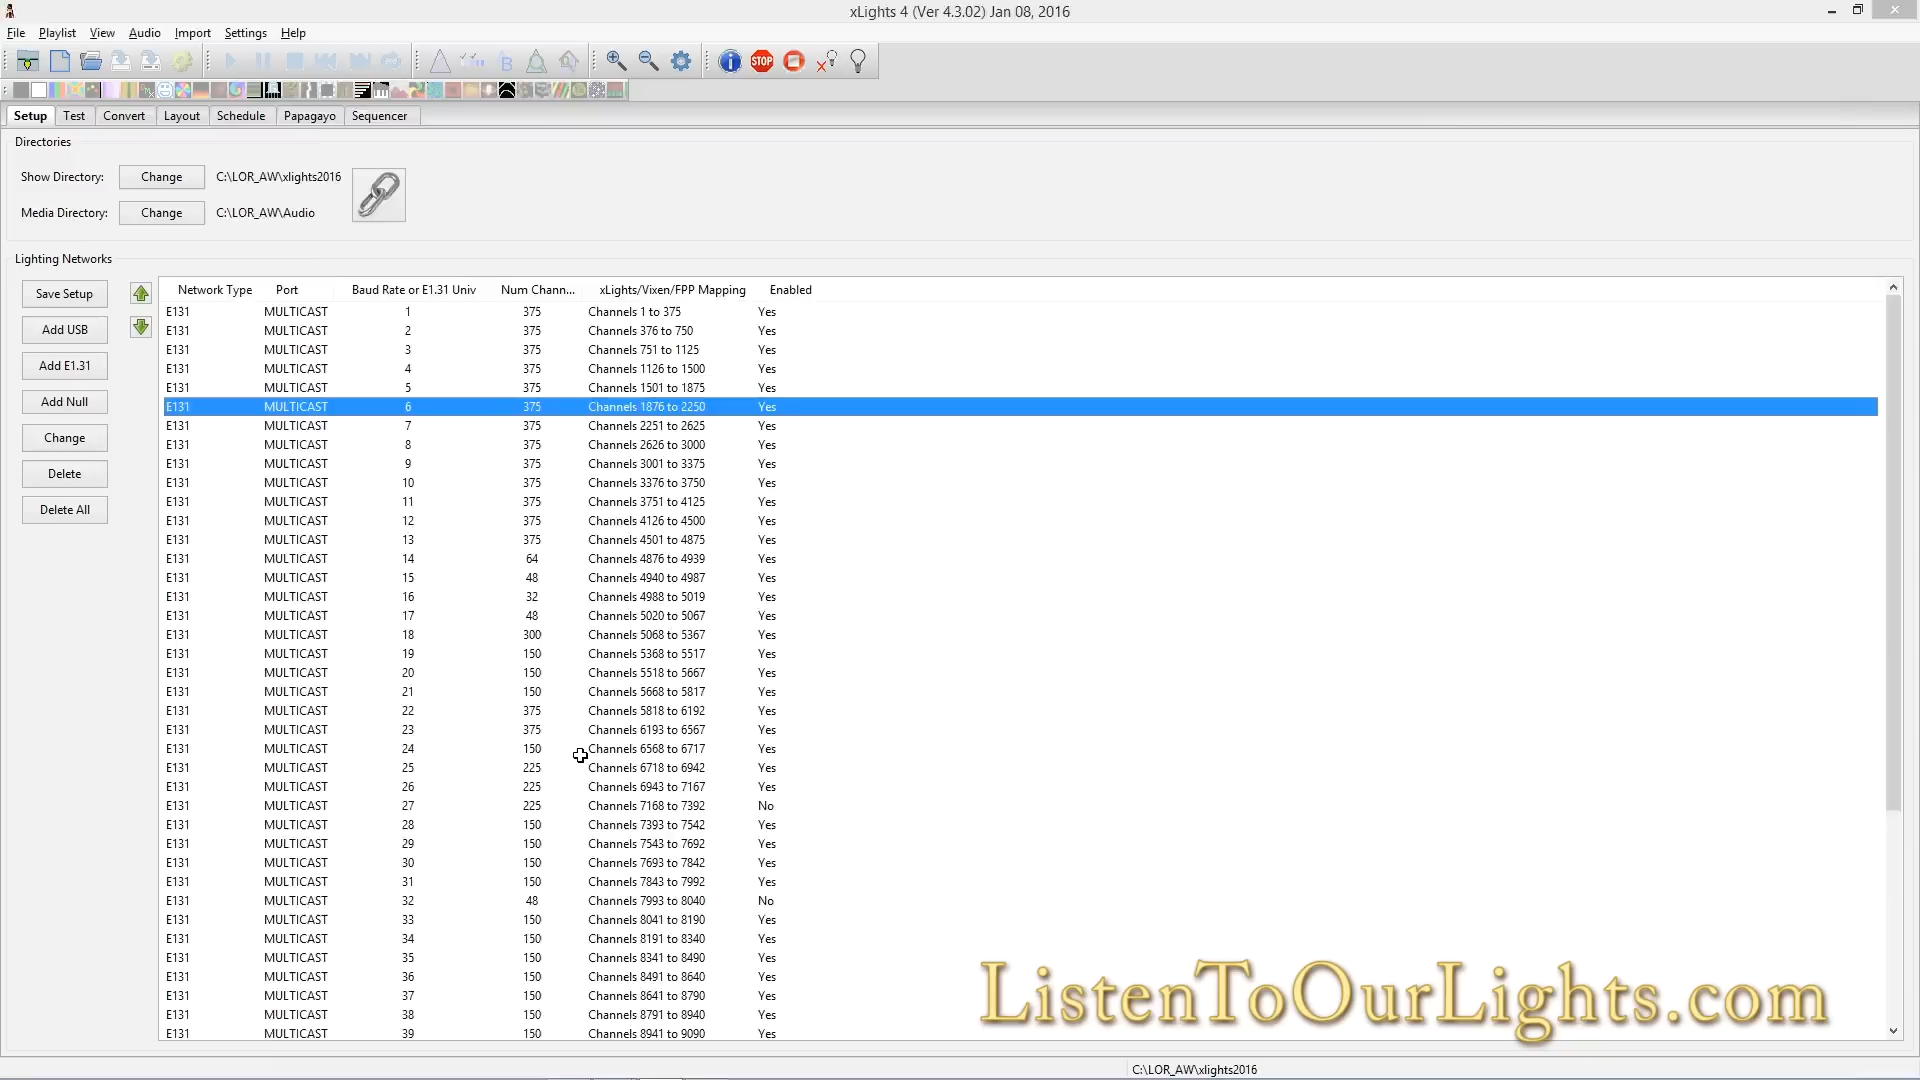 xLights 4 (Ver 4.3.02) Jan 08, 2016
File Playlist View Audio Import Settings Help
STOP
Setup Test Convert Layout Schedule Papagayo Sequencer
Directories
Show Directory: Change C:\LOR_AW\xlights2016
Media Directory: Change C:\LOR_AW\Audio
Lighting Networks
Save Setup
Add USB
Add E1.31
Add Null
Change
Delete
Delete All
Network Type Port Baud Rate or E1.31 Univ Num Chann... xLights/Vixen/FPP Mapping Enabled
E131 MULTICAST 1 375 Channels 1 to 375 Yes
E131 MULTICAST 2 375 Channels 376 to 750 Yes
E131 MULTICAST 3 375 Channels 751 to 1125 Yes
E131 MULTICAST 4 375 Channels 1126 to 1500 Yes
E131 MULTICAST 5 375 Channels 1501 to 1875 Yes
E131 MULTICAST 6 375 Channels 1876 to 2250 Yes
E131 MULTICAST 7 375 Channels 2251 to 2625 Yes
E131 MULTICAST 8 375 Channels 2626 to 3000 Yes
E131 MULTICAST 9 375 Channels 3001 to 3375 Yes
E131 MULTICAST 10 375 Channels 3376 to 3750 Yes
E131 MULTICAST 11 375 Channels 3751 to 4125 Yes
E131 MULTICAST 12 375 Channels 4126 to 4500 Yes
E131 MULTICAST 13 375 Channels 4501 to 4875 Yes
E131 MULTICAST 14 64 Channels 4876 to 4939 Yes
E131 MULTICAST 15 48 Channels 4940 to 4987 Yes
E131 MULTICAST 16 32 Channels 4988 to 5019 Yes
E131 MULTICAST 17 48 Channels 5020 to 5067 Yes
E131 MULTICAST 18 300 Channels 5068 to 5367 Yes
E131 MULTICAST 19 150 Channels 5368 to 5517 Yes
E131 MULTICAST 20 150 Channels 5518 to 5667 Yes
E131 MULTICAST 21 150 Channels 5668 to 5817 Yes
E131 MULTICAST 22 375 Channels 5818 to 6192 Yes
E131 MULTICAST 23 375 Channels 6193 to 6567 Yes
E131 MULTICAST 24 150 Channels 6568 to 6717 Yes
E131 MULTICAST 25 225 Channels 6718 to 6942 Yes
E131 MULTICAST 26 225 Channels 6943 to 7167 Yes
E131 MULTICAST 27 225 Channels 7168 to 7392 No
E131 MULTICAST 28 150 Channels 7393 to 7542 Yes
E131 MULTICAST 29 150 Channels 7543 to 7692 Yes
E131 MULTICAST 30 150 Channels 7693 to 7842 Yes
E131 MULTICAST 31 150 Channels 7843 to 7992 Yes
E131 MULTICAST 32 48 Channels 7993 to 8040 No
E131 MULTICAST 33 150 Channels 8041 to 8190 Yes
E131 MULTICAST 34 150 Channels 8191 to 8340 Yes
E131 MULTICAST 35 150 Channels 8341 to 8490 Yes
E131 MULTICAST 36 150 Channels 8491 to 8640 Yes
E131 MULTICAST 37 150 Channels 8641 to 8790 Yes
E131 MULTICAST 38 150 Channels 8791 to 8940 Yes
E131 MULTICAST 39 150 Channels 8941 to 9090 Yes
ListenToOurLights.com
C:\LOR_AW\xlights2016